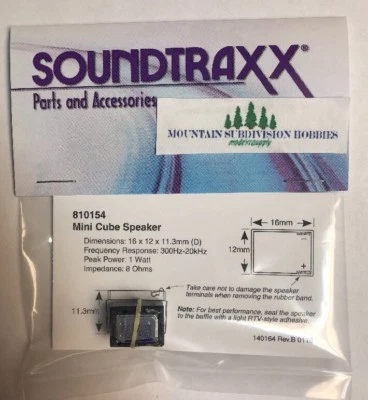 SOUNDTRAXX®
Parts and Accessories
MOUNTAIN SUBDIVISION HOBBIES
modelsupply
810154
Mini Cube Speaker
Dimensions: 16 x 12 x 11.3mm (D)
Frequency Response: 300Hz-20kHz
Peak Power: 1 Watt
Impedance: 8 Ohms
16mm
12mm
-
+
11.3mm
Take care not to damage the speaker
terminals when removing the rubber band.
Note: For best performance, seal the speaker
to the baffle with a light RTV-style adhesive.
140164 Rev.B